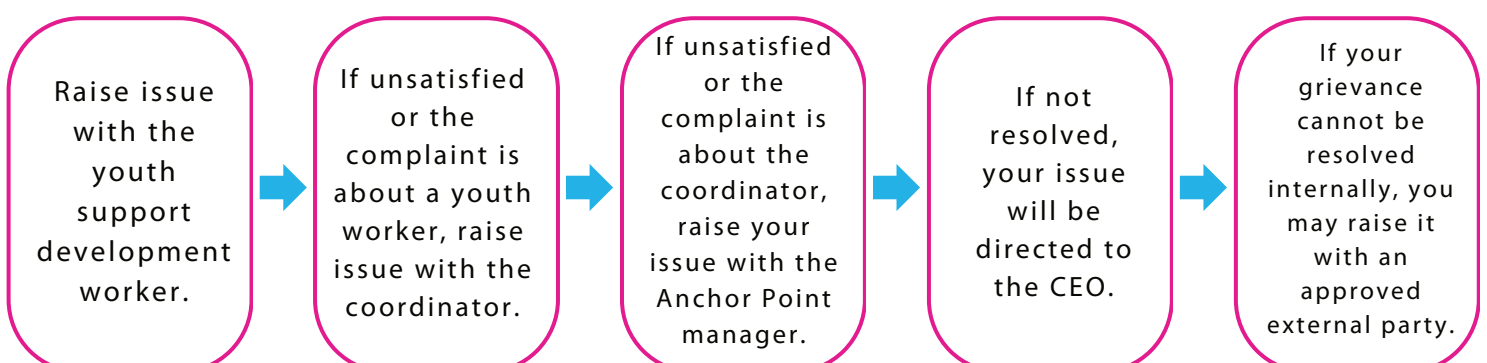 Raise issue
with the
youth
support
development
worker.
If unsatisfied
or the
complaint is
about a youth
worker, raise
issue with the
coordinator.
If unsatisfied
or the
complaint is
about the
coordinator,
raise your
issue with the
Anchor Point
manager.
If not
resolved,
your issue
will be
directed to
the CEO.
If your
grievance
cannot be
resolved
internally, you
may raise it
with an
approved
external party.